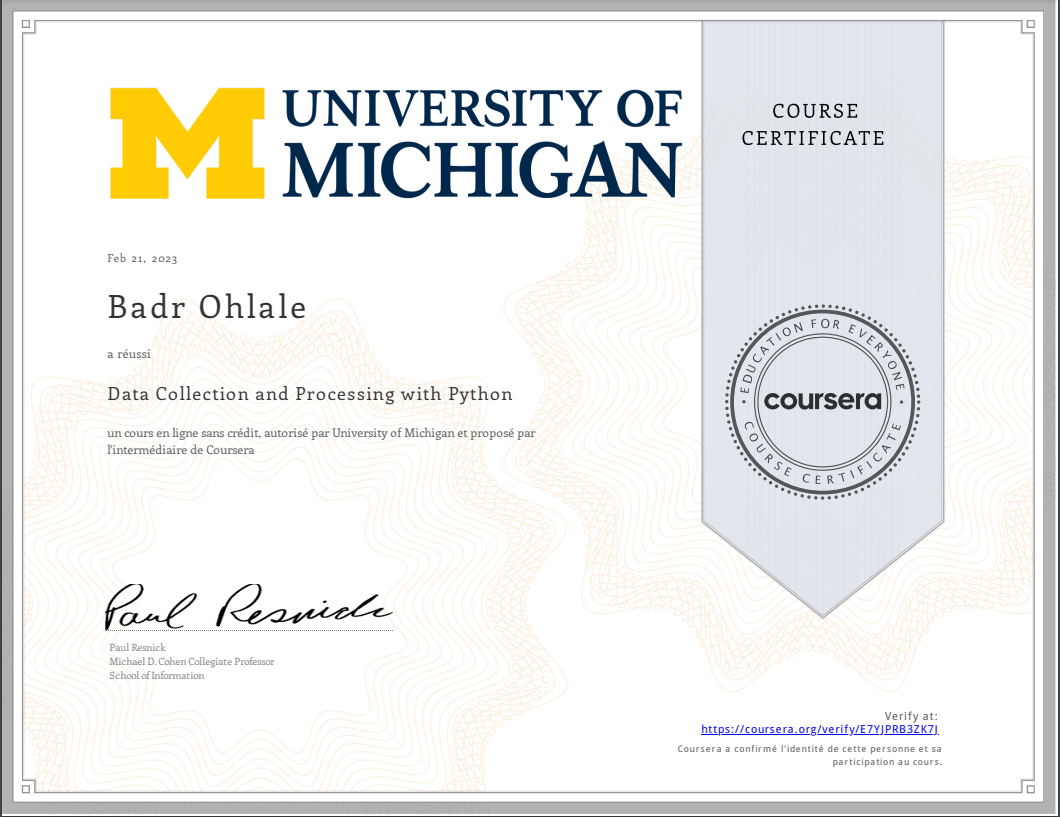 UNIVERSITY OF
MICHIGAN
COURSE
CERTIFICATE
Feb 21, 2023
Badr Ohlale
a réussi
Data Collection and Processing with Python
un cours en ligne sans crédit, autorisé par University of Michigan et proposé par
l'intermédiaire de Coursera
EDUCATION FOR EVERYONE
coursera
COURSE CERTIFICATE
Paul Resnick
Paul Resnick
Michael D. Cohen Collegiate Professor
School of Information
Verify at:
https://coursera.org/verify/E7YJPRB3ZK7J
Coursera a confirmé l'identité de cette personne et sa
participation au cours.